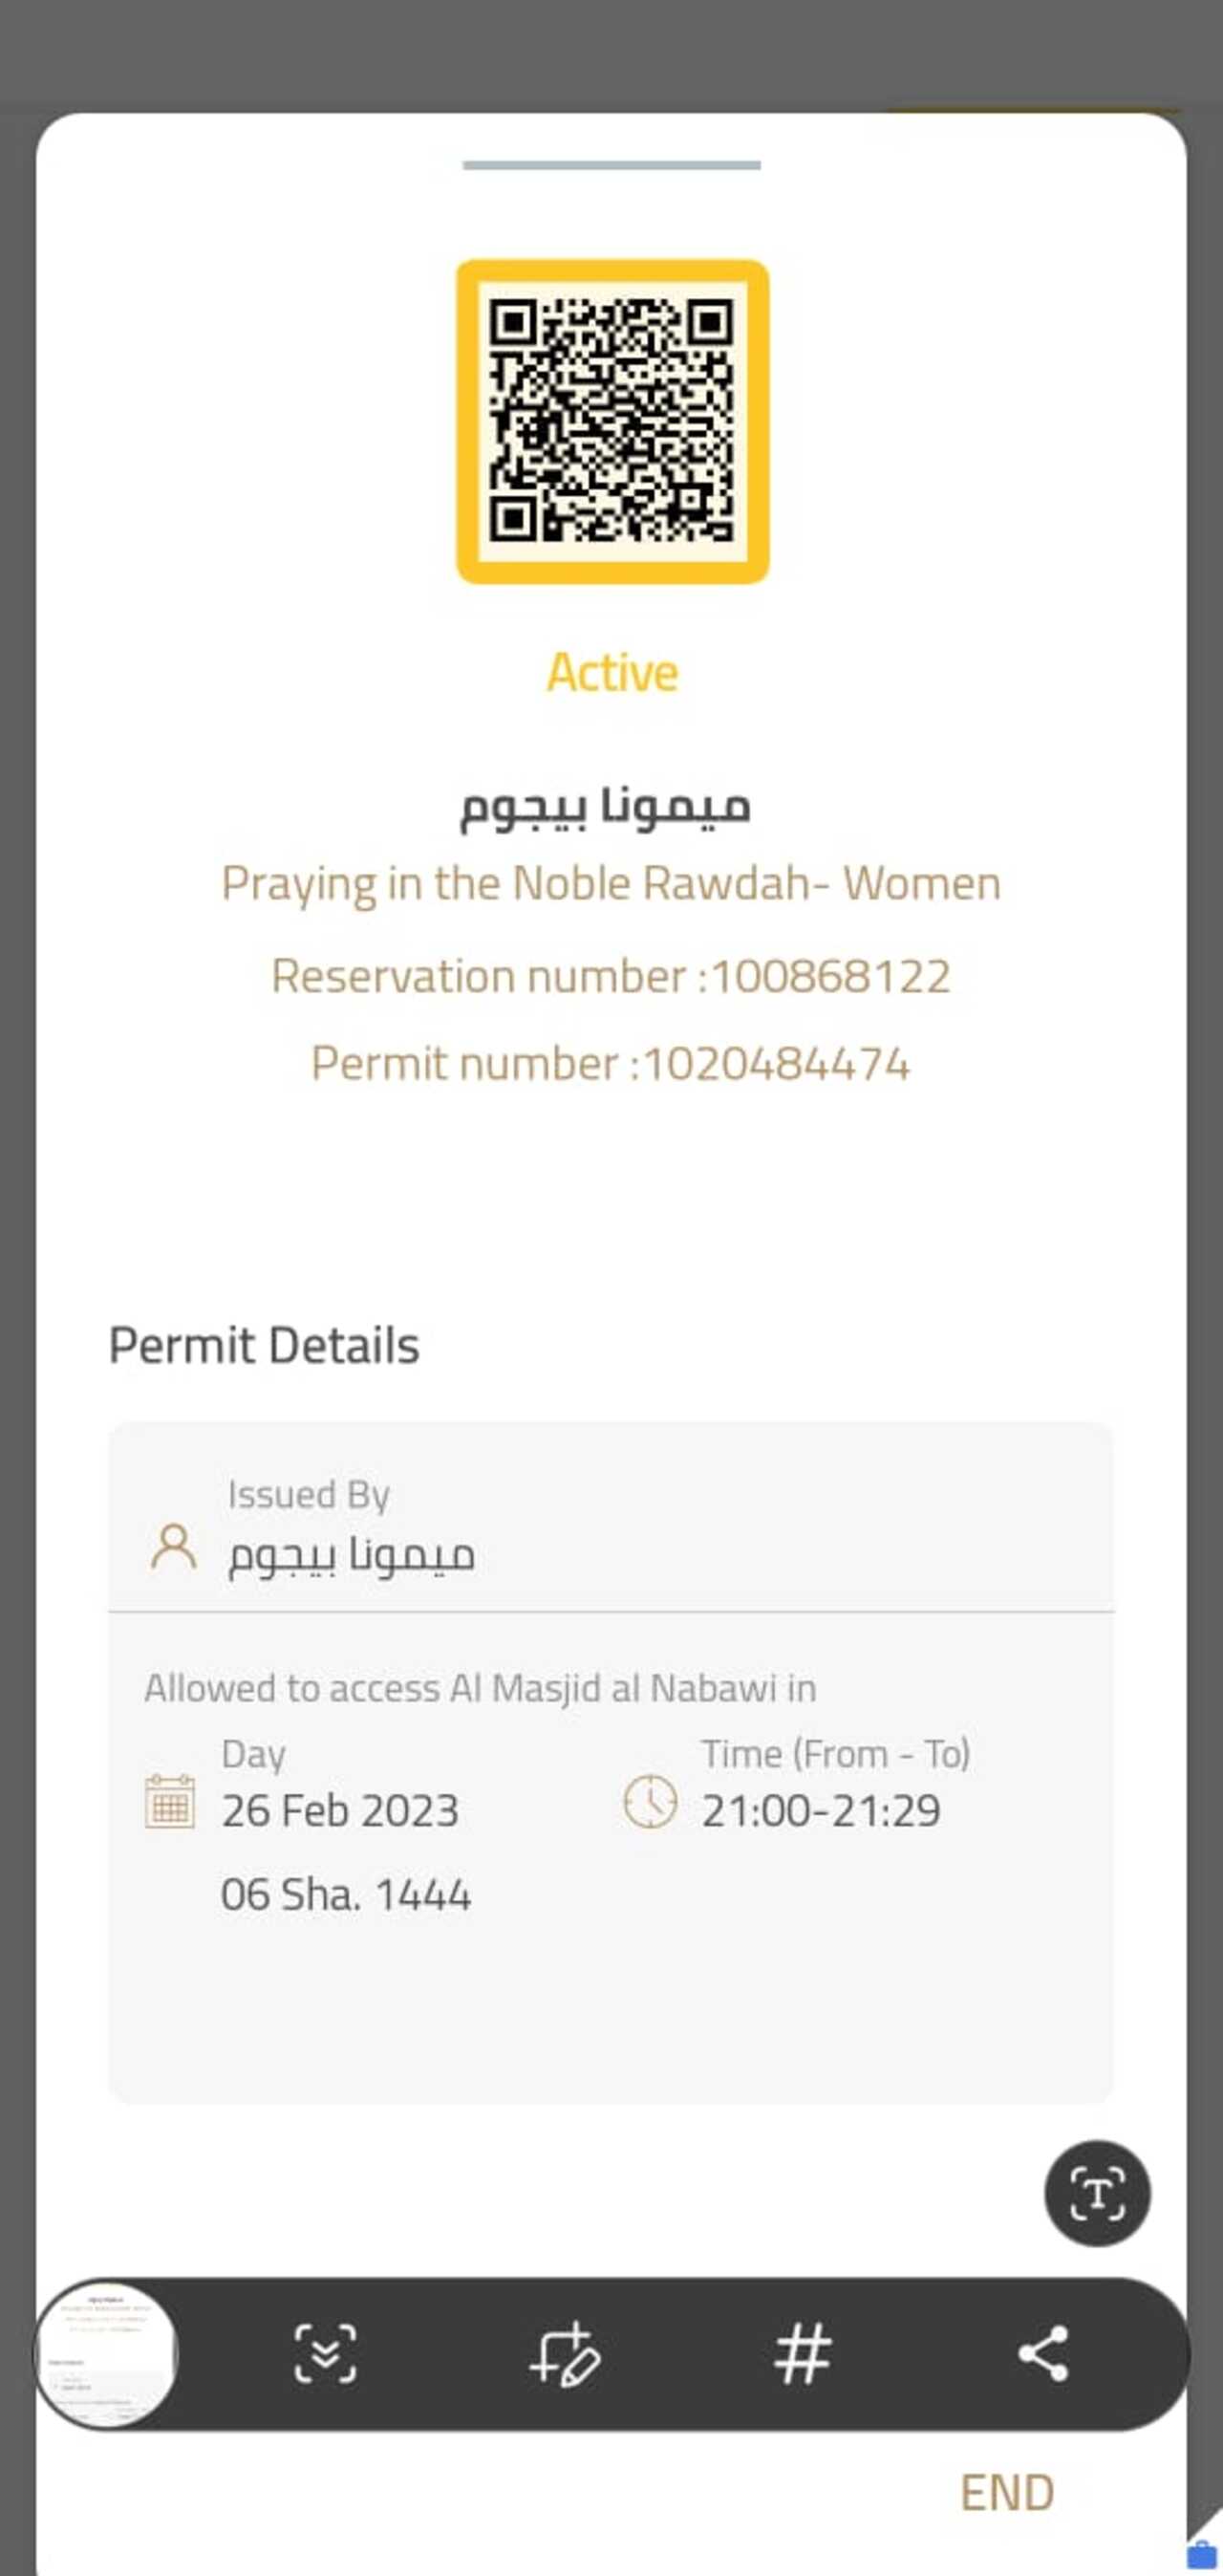 Active
ميمونا بيجوم
Praying in the Noble Rawdah- Women
Reservation number :100868122
Permit number :1020484474
Permit Details
Issued By
ميمونا بيجوم
Allowed to access Al Masjid al Nabawi in
Day
Time (From - To)
26 Feb 2023
21:00-21:29
06 Sha. 1444
T
#
END